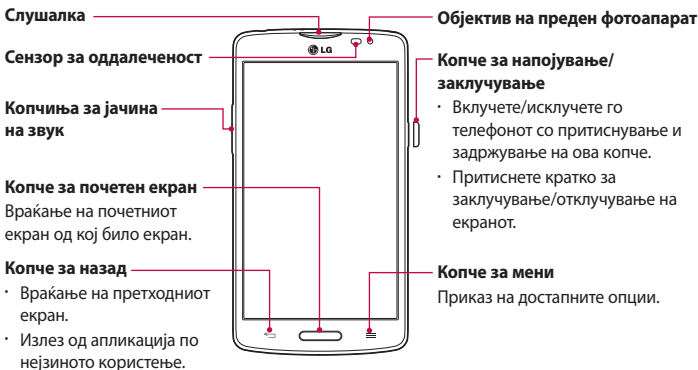 Слушалка
Сензор за оддалеченост
Копчиња за јачина
на звук
Копче за почетен екран
Враќање на почетниот
екран од кој било екран.
Копче за назад
· Враќање на претходниот
екран.
· Излез од апликација по
нејзиното користење.
LG
Објектив на преден фотоапарат
Копче за напојување/
заклучување
· Вклучете/исклучете го
телефонот со притиснување и
задржување на ова копче.
· Притиснете кратко за
заклучување/отклучување на
екранот.
Копче за мени
Приказ на достапните опции.